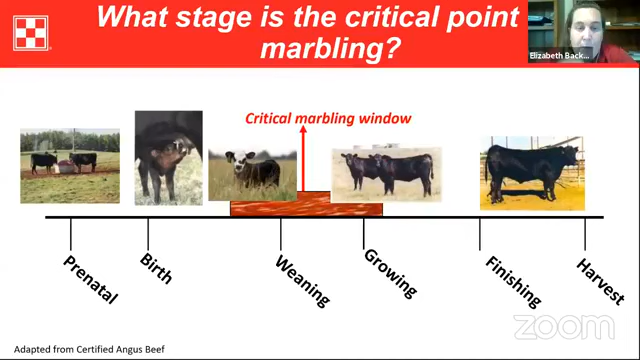 What stage is the critical point
marbling?
Elizabeth Back...
Critical marbling window
Prenatal
Birth
Weaning
Growing
Finishing
Harvest
zoom
Adapted from Certified Angus Beef